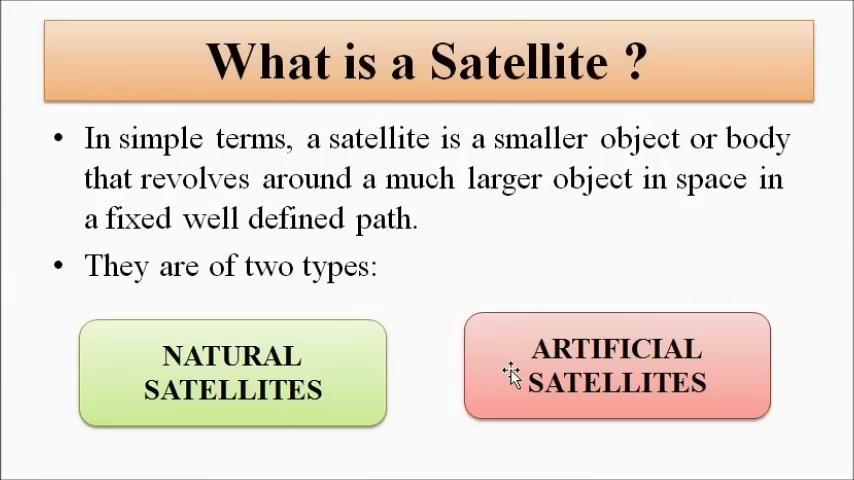 What is a Satellite ?
• In simple terms, a satellite is a smaller object or body
that revolves around a much larger object in space in
a fixed well defined path.
• They are of two types:
NATURAL
SATELLITES
ARTIFICIAL
SATELLITES